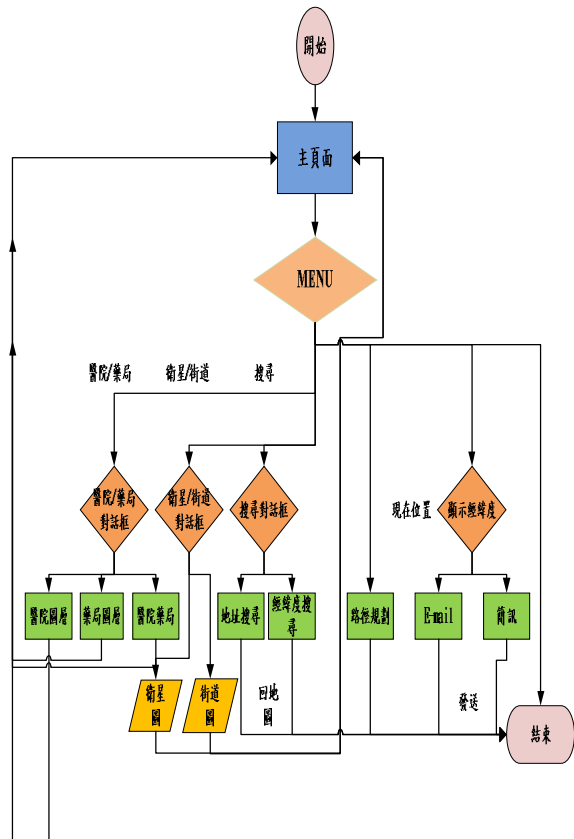 開始
主頁面
MENU
醫院/藥局
衛星/街道
搜尋
醫院/藥局
對話框
衛星/街道
對話框
搜尋對話框
現在位置
顯示經緯度
醫院圖層
藥局圖層
醫院藥局
地址搜尋
經緯度搜
尋
路徑規劃
E-mail
簡訊
衛星
圖
街道
圖
回地
圖
發送
結束